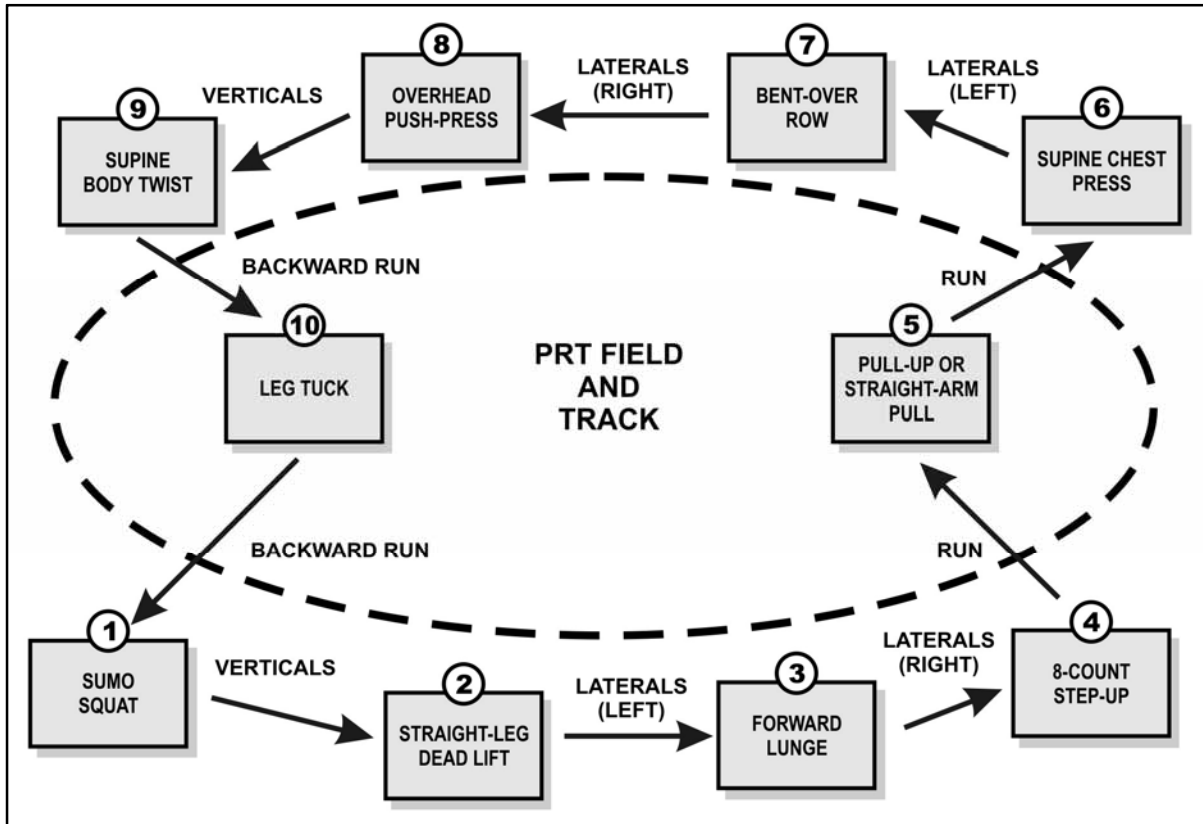 8
OVERHEAD
PUSH-PRESS
LATERALS
(RIGHT)
7
BENT-OVER
ROW
LATERALS
(LEFT)
6
SUPINE CHEST
PRESS
VERTICALS
9
SUPINE
BODY TWIST
BACKWARD RUN
10
LEG TUCK
PRT FIELD
AND
TRACK
RUN
5
PULL-UP OR
STRAIGHT-ARM
PULL
BACKWARD RUN
RUN
1
SUMO
SQUAT
VERTICALS
2
STRAIGHT-LEG
DEAD LIFT
LATERALS
(LEFT)
3
FORWARD
LUNGE
LATERALS
(RIGHT)
4
8-COUNT
STEP-UP